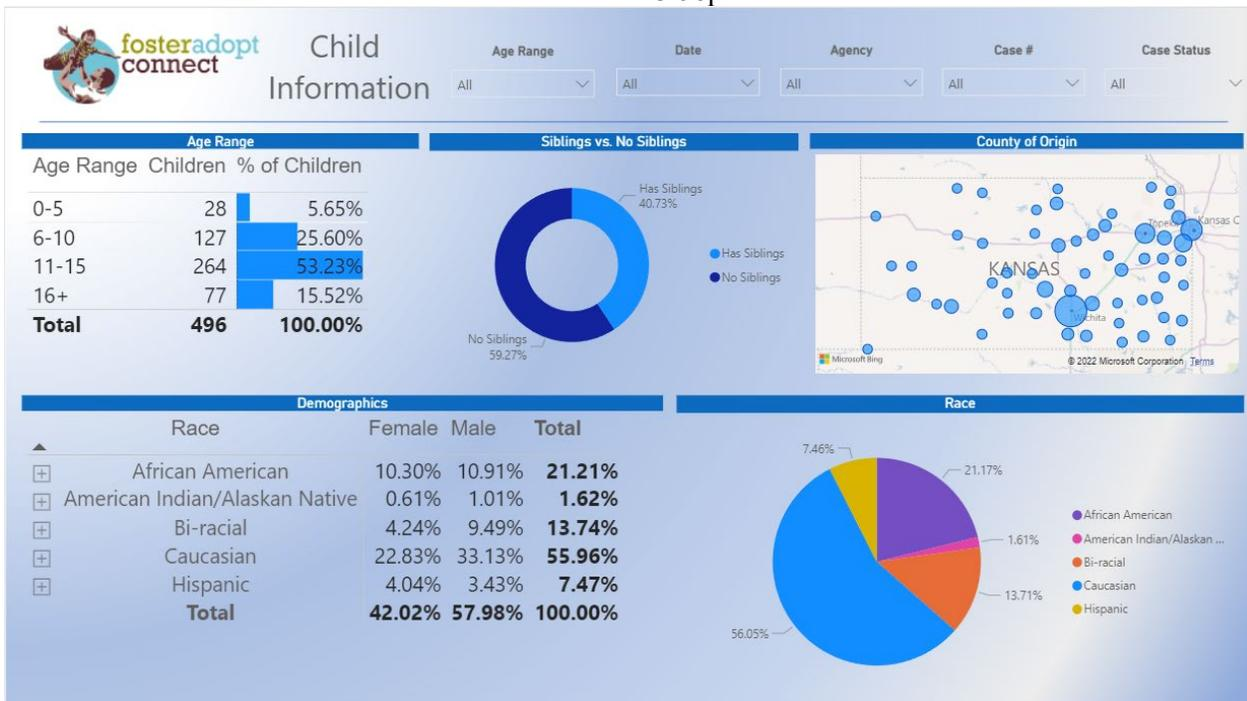 fosteradopt
connect
Child
Information
Age Range
All
Date
All
Agency
All
Case #
All
Case Status
All
Age Range
Age Range Children % of Children
0-5 28 5.65%
6-10 127 25.60%
11-15 264 53.23%
16+ 77 15.52%
Total 496 100.00%
Siblings vs. No Siblings
Has Siblings
40.73%
No Siblings
59.27%
Has Siblings
No Siblings
County of Origin
Kansas C
KANSAS
Wichita
Microsoft Bing
© 2022 Microsoft Corporation Terms
Demographics
Race Female Male Total
African American 10.30% 10.91% 21.21%
American Indian/Alaskan Native 0.61% 1.01% 1.62%
Bi-racial 4.24% 9.49% 13.74%
Caucasian 22.83% 33.13% 55.96%
Hispanic 4.04% 3.43% 7.47%
Total 42.02% 57.98% 100.00%
Race
7.46%
21.17%
1.61%
13.71%
56.05%
African American
American Indian/Alaskan ...
Bi-racial
Caucasian
Hispanic